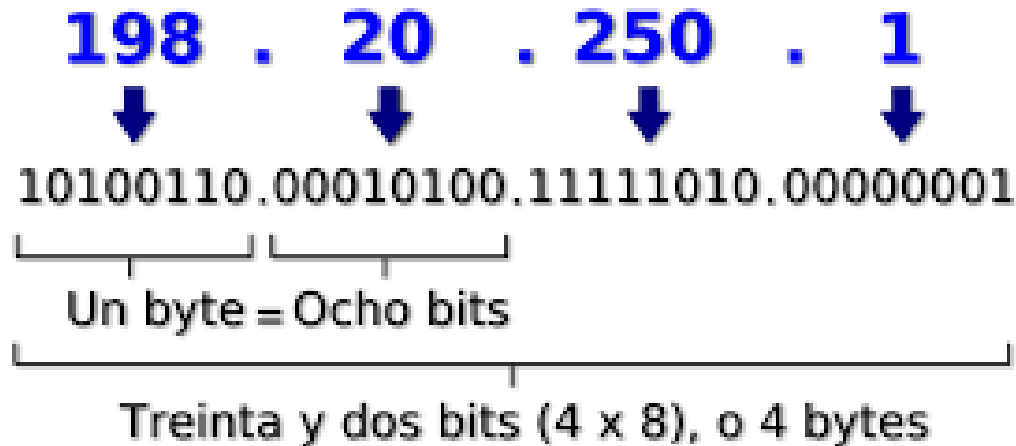 198 . 20 . 250 . 1
10100110.00010100.11111010.00000001
Un byte = Ocho bits
Treinta y dos bits (4 x 8), o 4 bytes